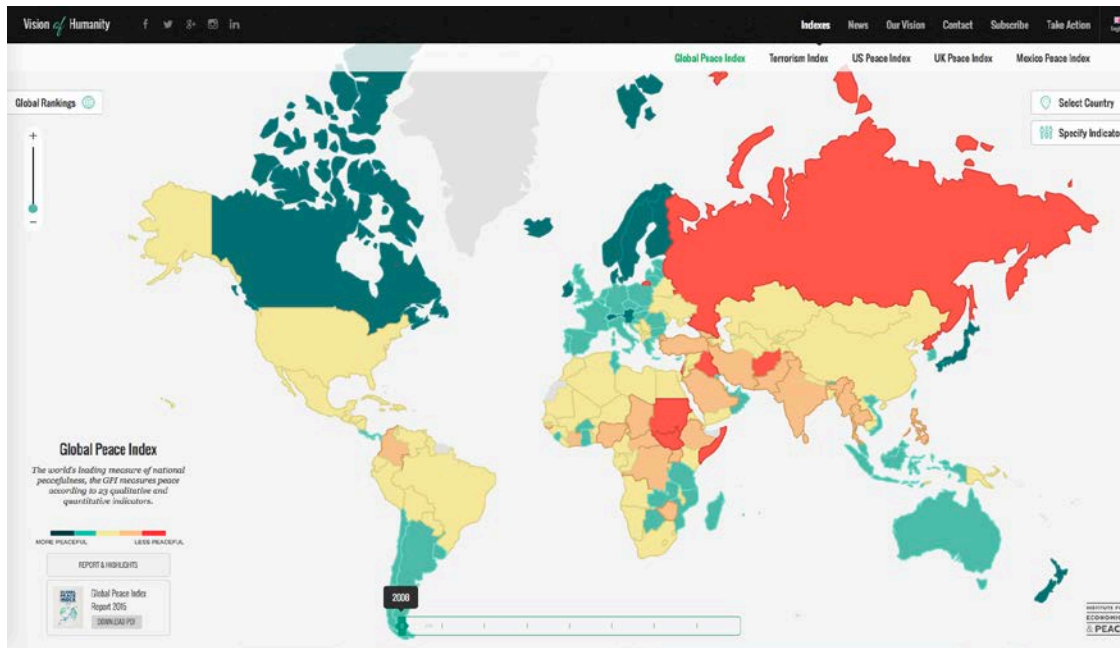 Vision of Humanity
Indexes News Our Vision Contact Subscribe Take Action
Global Peace Index Terrorism Index US Peace Index UK Peace Index Mexico Peace Index
Global Rankings
Select Country
+
Specify Indicato
−
Global Peace Index
The world's leading measure of national
peacefulness, the GPI measures peace
according to 23 qualitative and
quantitative indicators.
MORE PEACEFUL LESS PEACEFUL
REPORT & HIGHLIGHTS
Global Peace Index
Report 2015
DOWNLOAD PDF
2008
ECONOMIC
& PEAC